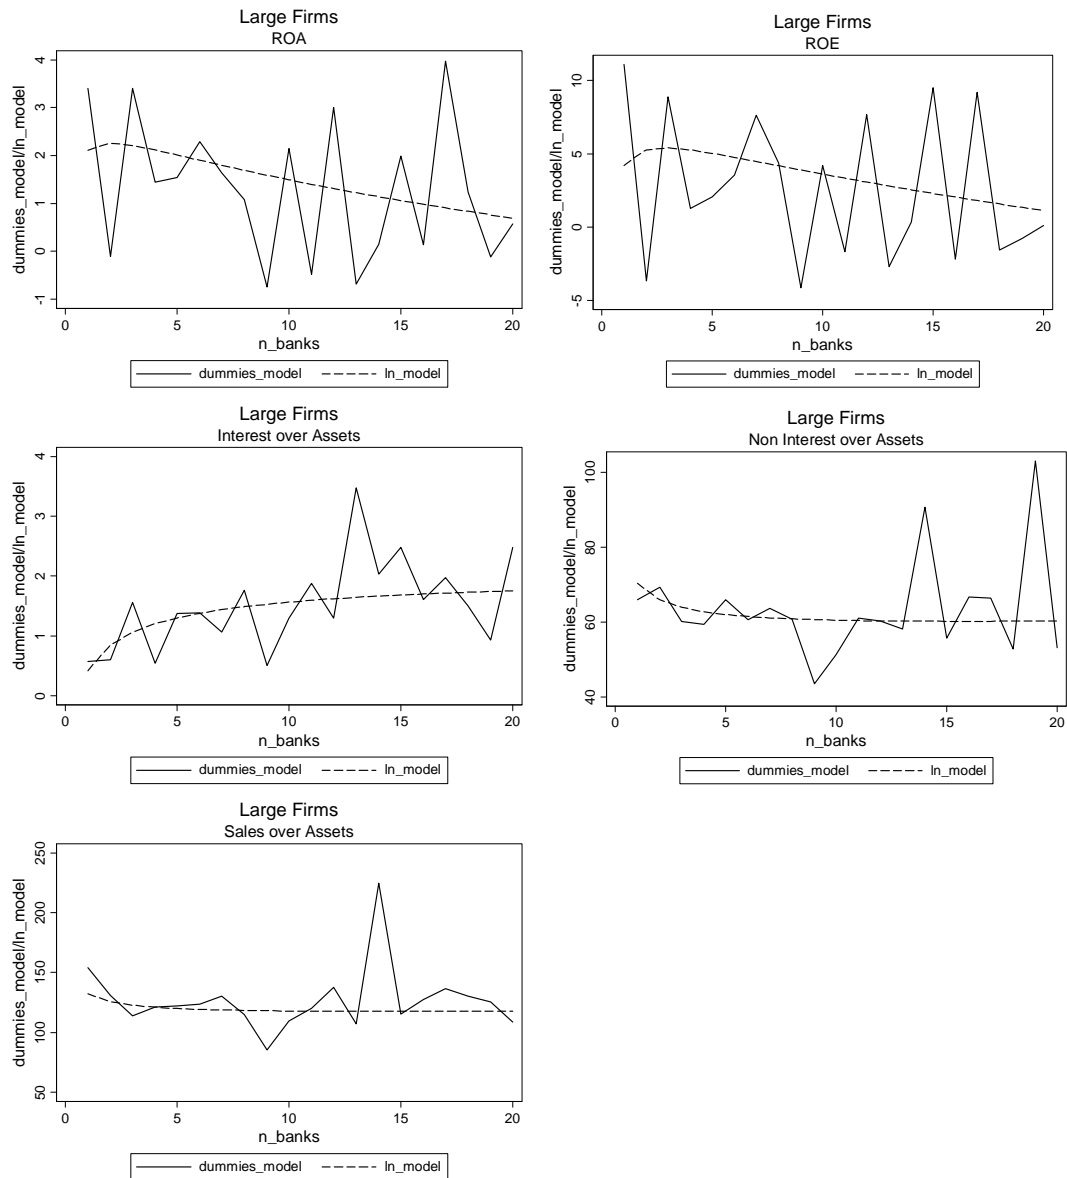 Large Firms
ROA
dummies_model/ln_model
4
3
2
1
0
-1
0 5 10 15 20
n_banks
dummies_model ln_model
Large Firms
ROE
dummies_model/ln_model
10
5
0
-5
0 5 10 15 20
n_banks
dummies_model ln_model
Large Firms
Interest over Assets
dummies_model/ln_model
4
3
2
1
0
0 5 10 15 20
n_banks
dummies_model ln_model
Large Firms
Non Interest over Assets
dummies_model/ln_model
100
80
60
40
0 5 10 15 20
n_banks
dummies_model ln_model
Large Firms
Sales over Assets
dummies_model/ln_model
250
200
150
100
50
0 5 10 15 20
n_banks
dummies_model ln_model